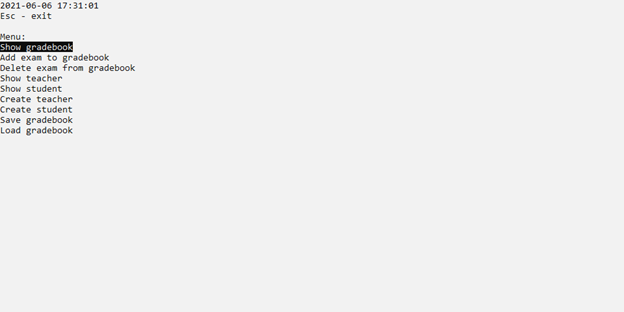 2021-06-06 17:31:01
Esc - exit
Menu:
Show gradebook
Add exam to gradebook
Delete exam from gradebook
Show teacher
Show student
Create teacher
Create student
Save gradebook
Load gradebook